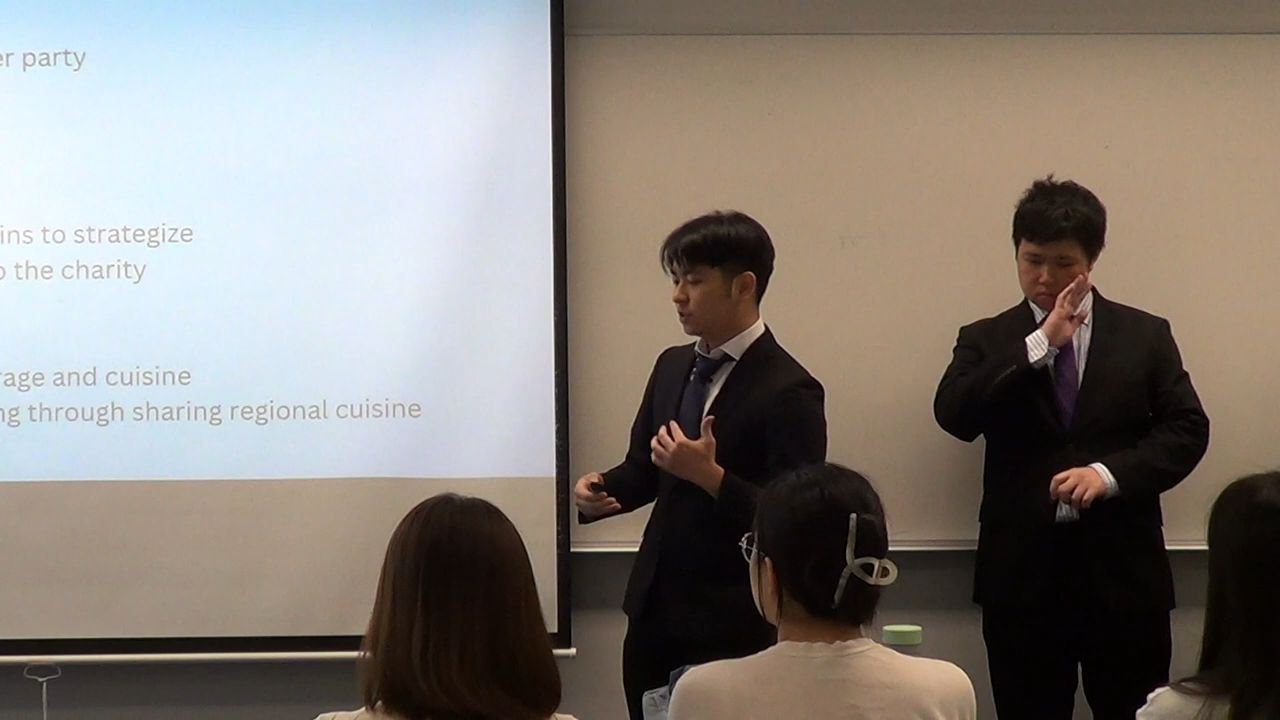 er party
ins to strategize
o the charity
rage and cuisine
ng through sharing regional cuisine